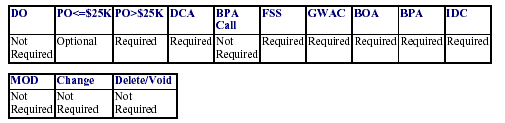 DO PO<=$25K PO>$25K DCA BPA Call FSS GWAC BOA BPA IDC
Not Required Optional Required Required Not Required Required Required Required Required Required
MOD Change Delete/Void
Not Required Not Required Not Required